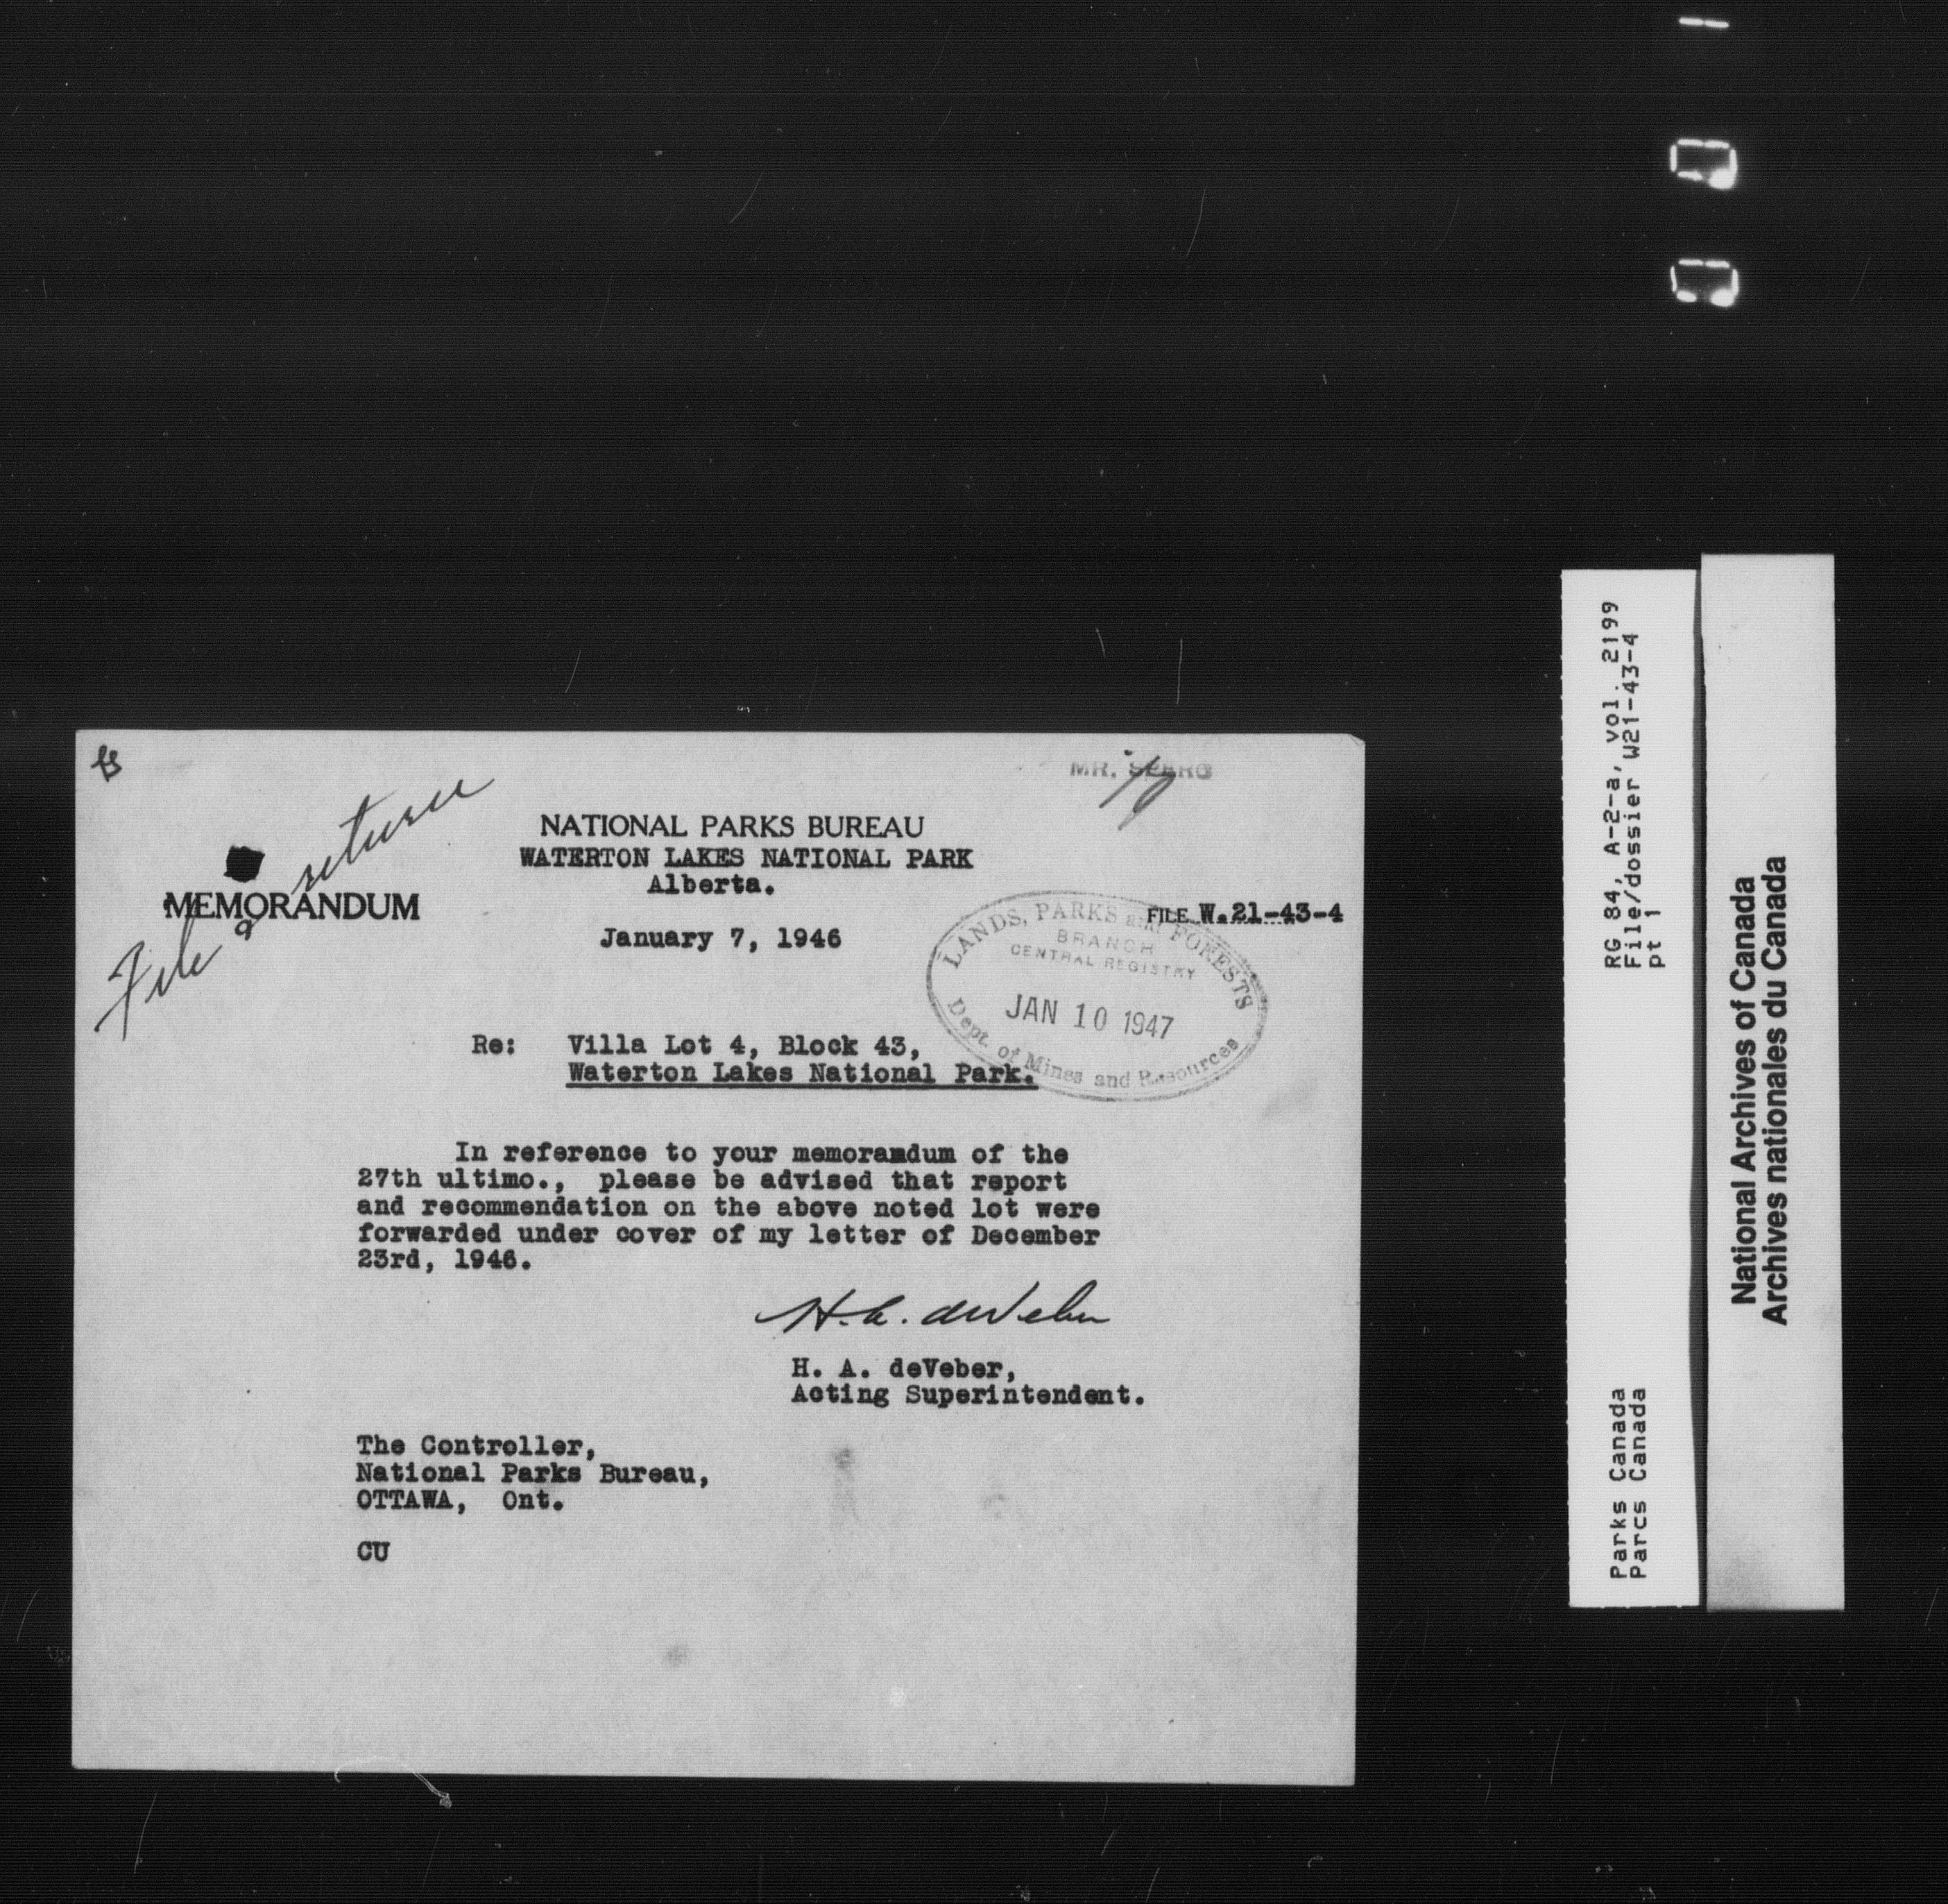 MR. SPERO
NATIONAL PARKS BUREAU
WATERTON LAKES NATIONAL PARK
Alberta.
MEMORANDUM
File & return
FILE W.21-43-4
January 7, 1946
LANDS, PARKS and FORESTS
BRANCH
CENTRAL REGISTRY
JAN 10 1947
Dept. of Mines and Resources
Re: Villa Lot 4, Block 43,
Waterton Lakes National Park.
In reference to your memorandum of the
27th ultimo., please be advised that report
and recommendation on the above noted lot were
forwarded under cover of my letter of December
23rd, 1946.
H. A. deVeber
H. A. deVeber,
Acting Superintendent.
The Controller,
National Parks Bureau,
OTTAWA, Ont.
CU
RG 84, A-2-a, vol. 2199
File/dossier W21-43-4
pt 1
Parks Canada
Parcs Canada
National Archives of Canada
Archives nationales du Canada